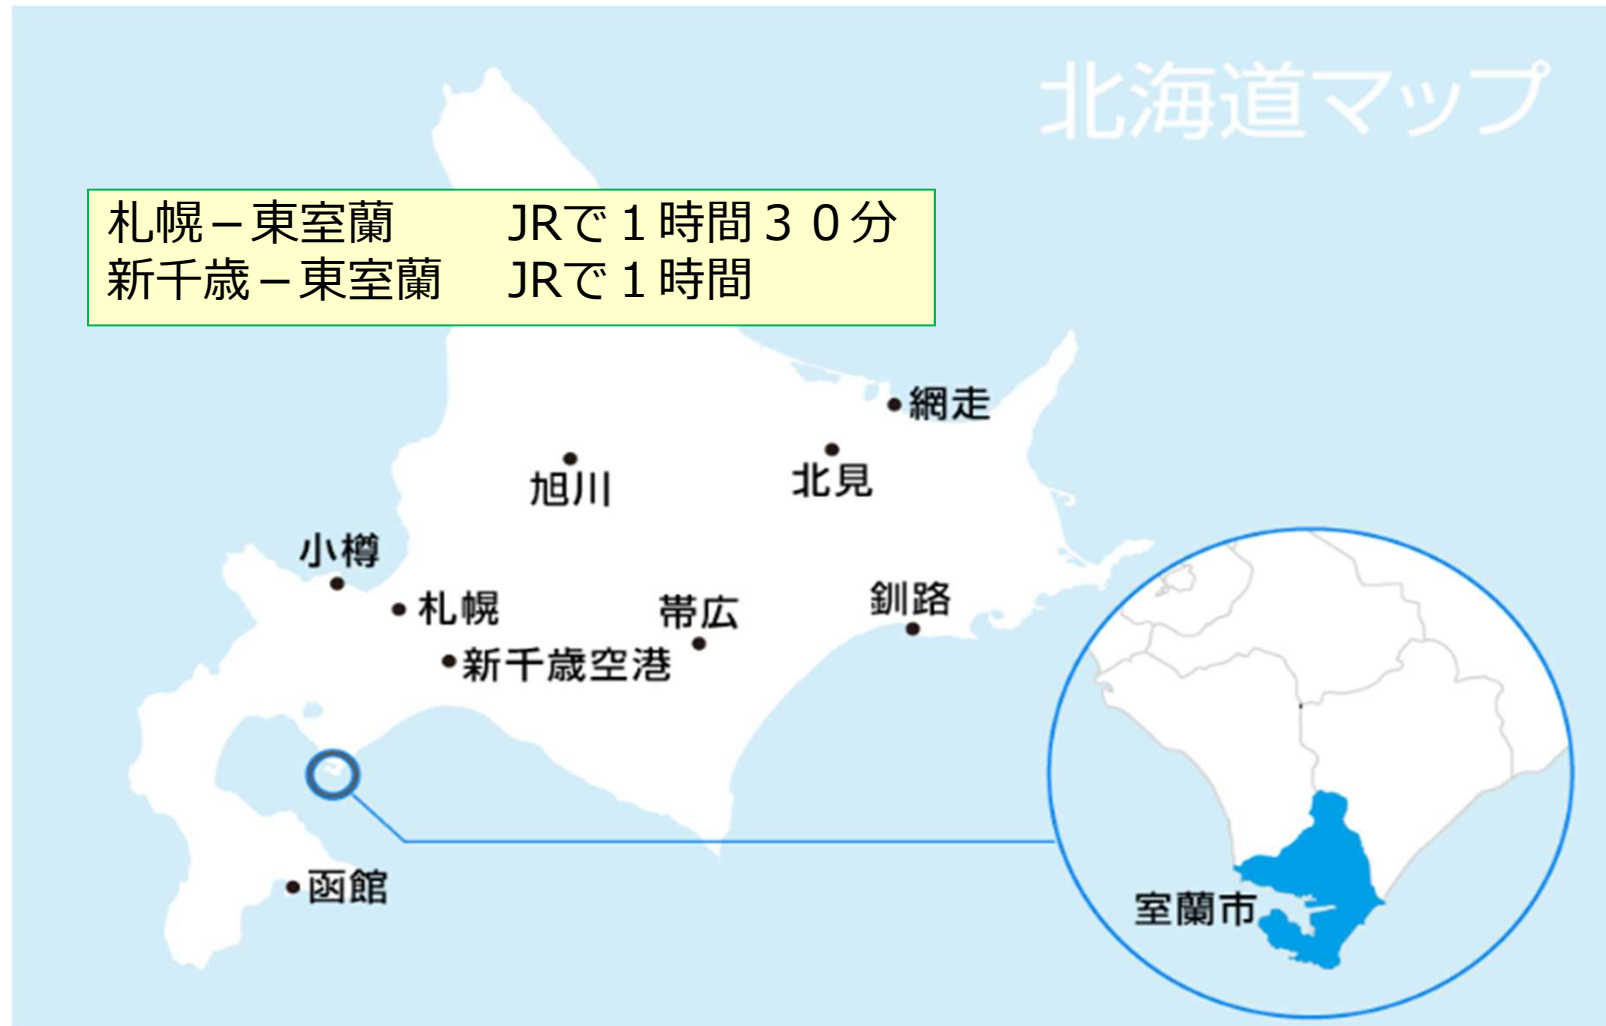 北海道マップ
札幌－東室蘭　　JRで１時間３０分
新千歳－東室蘭　JRで１時間
網走
旭川
北見
小樽
札幌
帯広
釧路
新千歳空港
函館
室蘭市